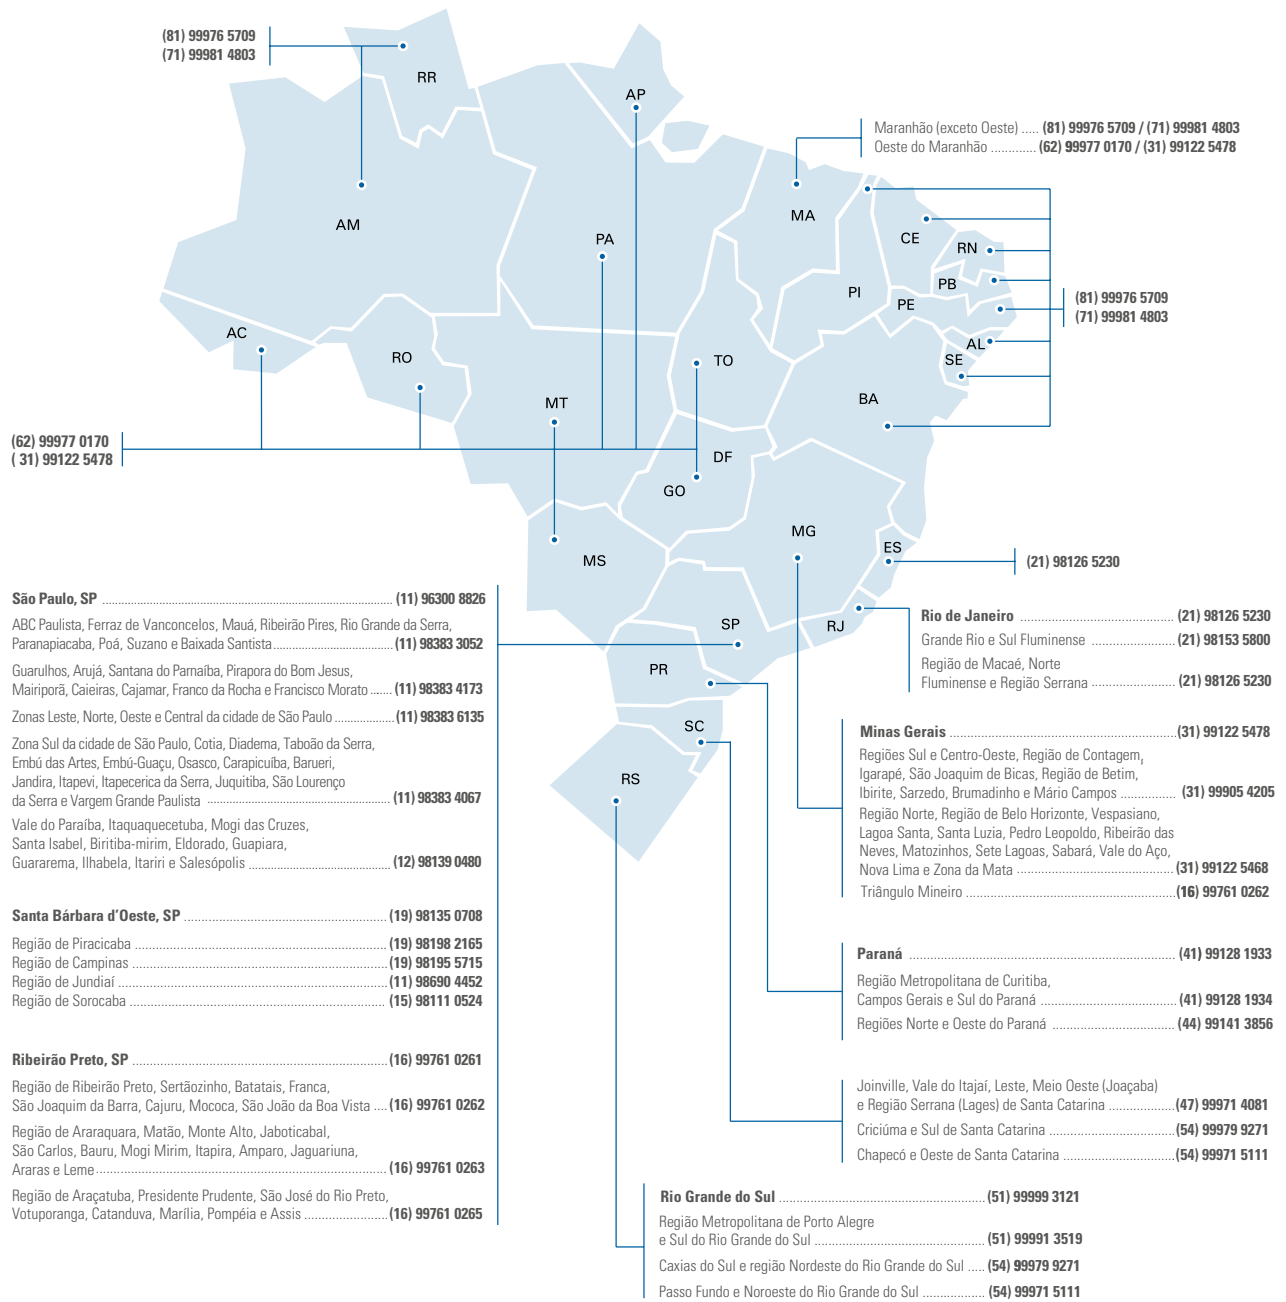 (81) 99976 5709
(71) 99981 4803
RR
AP
Maranhão (exceto Oeste) ..... (81) 99976 5709 / (71) 99981 4803
Oeste do Maranhão ............. (62) 99977 0170 / (31) 99122 5478
AM
PA
MA
CE
RN
PI
PB
PE
(81) 99976 5709
(71) 99981 4803
AC
RO
TO
AL
SE
MT
BA
(62) 99977 0170
( 31) 99122 5478
DF
GO
MG
ES
MS
(21) 98126 5230
SP
RJ
PR
SC
RS
São Paulo, SP ........ (11) 96300 8826
ABC Paulista, Ferraz de Vanconcelos, Mauá, Ribeirão Pires, Rio Grande da Serra,
Paranapiacaba, Poá, Suzano e Baixada Santista ........ (11) 98383 3052
Guarulhos, Arujá, Santana do Parnaíba, Pirapora do Bom Jesus,
Mairiporã, Caieiras, Cajamar, Franco da Rocha e Francisco Morato ....... (11) 98383 4173
Zonas Leste, Norte, Oeste e Central da cidade de São Paulo ........ (11) 98383 6135
Zona Sul da cidade de São Paulo, Cotia, Diadema, Taboão da Serra,
Embú das Artes, Embú-Guaçu, Osasco, Carapicuíba, Barueri,
Jandira, Itapevi, Itapecerica da Serra, Juquitiba, São Lourenço
da Serra e Vargem Grande Paulista ........ (11) 98383 4067
Vale do Paraíba, Itaquaquecetuba, Mogi das Cruzes,
Santa Isabel, Biritiba-mirim, Eldorado, Guapiara,
Guararema, Ilhabela, Itariri e Salesópolis ........ (12) 98139 0480
Santa Bárbara d'Oeste, SP ........ (19) 98135 0708
Região de Piracicaba ........ (19) 98198 2165
Região de Campinas ........ (19) 98195 5715
Região de Jundiaí ........ (11) 98690 4452
Região de Sorocaba ........ (15) 98111 0524
Ribeirão Preto, SP ........ (16) 99761 0261
Região de Ribeirão Preto, Sertãozinho, Batatais, Franca,
São Joaquim da Barra, Cajuru, Mococa, São João da Boa Vista .... (16) 99761 0262
Região de Araraquara, Matão, Monte Alto, Jaboticabal,
São Carlos, Bauru, Mogi Mirim, Itapira, Amparo, Jaguariuna,
Araras e Leme ........ (16) 99761 0263
Região de Araçatuba, Presidente Prudente, São José do Rio Preto,
Votuporanga, Catanduva, Marília, Pompéia e Assis ........ (16) 99761 0265
Rio de Janeiro ........ (21) 98126 5230
Grande Rio e Sul Fluminense ........ (21) 98153 5800
Região de Macaé, Norte
Fluminense e Região Serrana ........ (21) 98126 5230
Minas Gerais ........ (31) 99122 5478
Regiões Sul e Centro-Oeste, Região de Contagem,
Igarapé, São Joaquim de Bicas, Região de Betim,
Ibirite, Sarzedo, Brumadinho e Mário Campos ........ (31) 99905 4205
Região Norte, Região de Belo Horizonte, Vespasiano,
Lagoa Santa, Santa Luzia, Pedro Leopoldo, Ribeirão das
Neves, Matozinhos, Sete Lagoas, Sabará, Vale do Aço,
Nova Lima e Zona da Mata ........ (31) 99122 5468
Triângulo Mineiro ........ (16) 99761 0262
Paraná ........ (41) 99128 1933
Região Metropolitana de Curitiba,
Campos Gerais e Sul do Paraná ........ (41) 99128 1934
Regiões Norte e Oeste do Paraná ........ (44) 99141 3856
Joinville, Vale do Itajaí, Leste, Meio Oeste (Joaçaba)
e Região Serrana (Lages) de Santa Catarina ........ (47) 99971 4081
Criciúma e Sul de Santa Catarina ........ (54) 99979 9271
Chapecó e Oeste de Santa Catarina ........ (54) 99971 5111
Rio Grande do Sul ........ (51) 99999 3121
Região Metropolitana de Porto Alegre
e Sul do Rio Grande do Sul ........ (51) 99991 3519
Caxias do Sul e região Nordeste do Rio Grande do Sul ..... (54) 99979 9271
Passo Fundo e Noroeste do Rio Grande do Sul ........ (54) 99971 5111